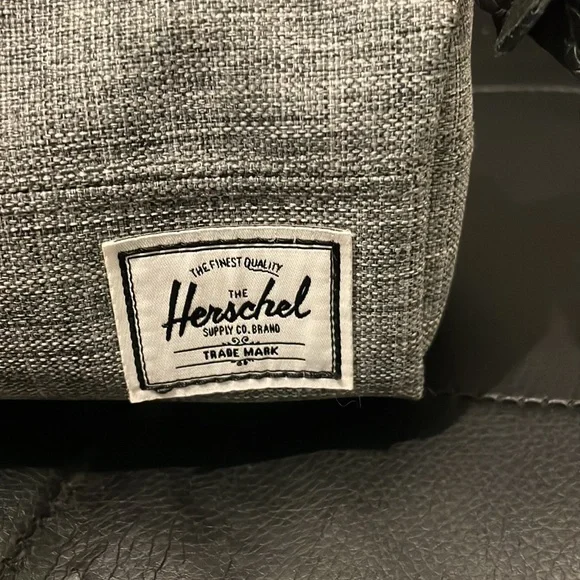 THE FINEST QUALITY
THE
Herschel
SUPPLY CO. BRAND
TRADE MARK